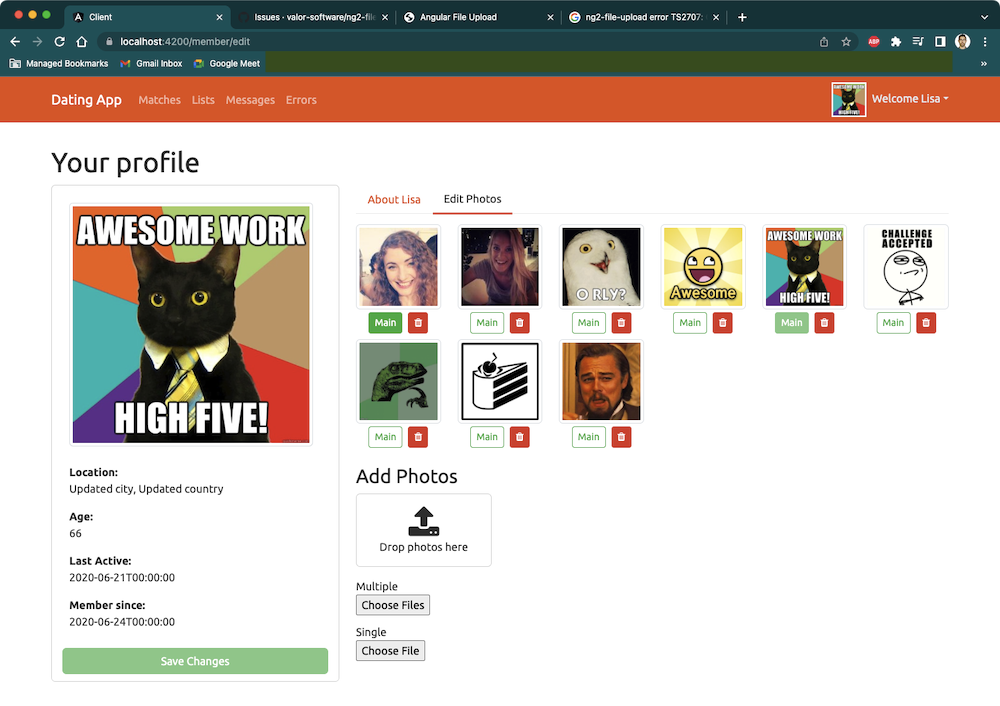 Client
Issues · valor-software/ng2-file
Angular File Upload
ng2-file-upload error TS2707:
localhost:4200/member/edit
ABP
Managed Bookmarks
Gmail Inbox
Google Meet
Dating App
Matches
Lists
Messages
Errors
Welcome Lisa
Your profile
AWESOME WORK
HIGH FIVE!
Location:
Updated city, Updated country
Age:
66
Last Active:
2020-06-21T00:00:00
Member since:
2020-06-24T00:00:00
Save Changes
About Lisa
Edit Photos
O RLY?
Awesome
AWESOME WORK
HIGH FIVE!
CHALLENGE
ACCEPTED
Main
Main
Main
Main
Main
Main
Main
Main
Main
Add Photos
Drop photos here
Multiple
Choose Files
Single
Choose File